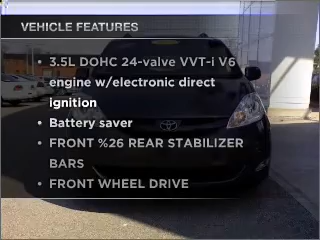 VEHICLE FEATURES
• 3.5L DOHC 24-valve VVT-i V6
engine w/electronic direct
ignition
• Battery saver
• FRONT %26 REAR STABILIZER
BARS
• FRONT WHEEL DRIVE